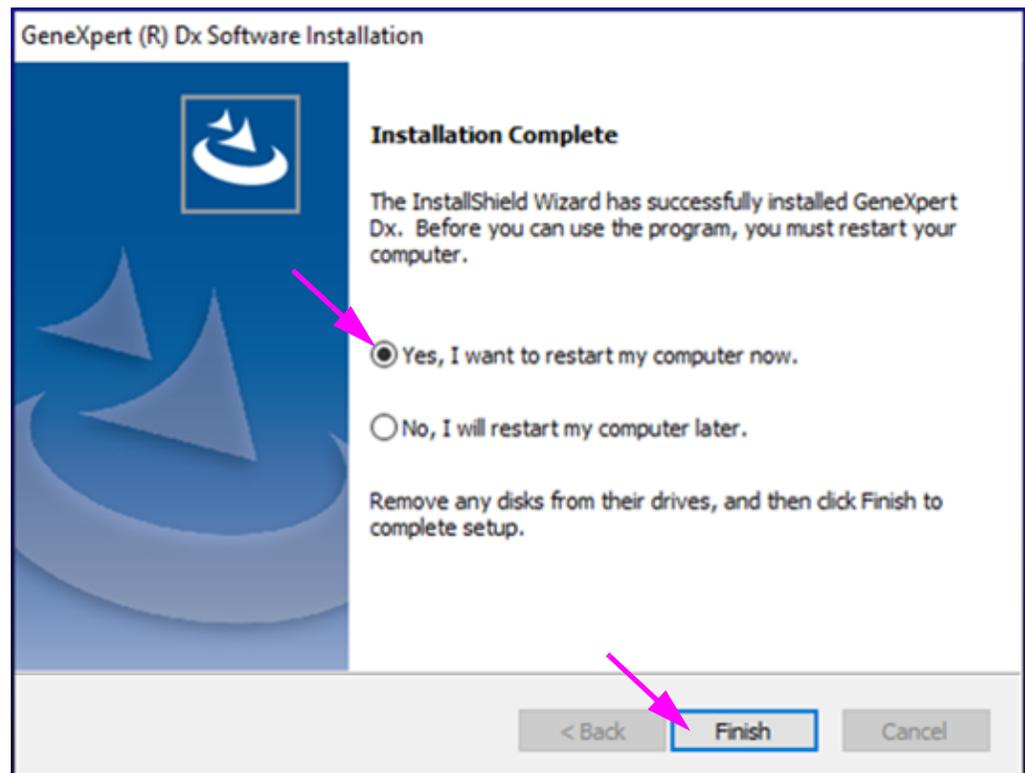 GeneXpert (R) Dx Software Installation
Installation Complete
The InstallShield Wizard has successfully installed GeneXpert
Dx. Before you can use the program, you must restart your
computer.
Yes, I want to restart my computer now.
No, I will restart my computer later.
Remove any disks from their drives, and then click Finish to
complete setup.
< Back Finish Cancel